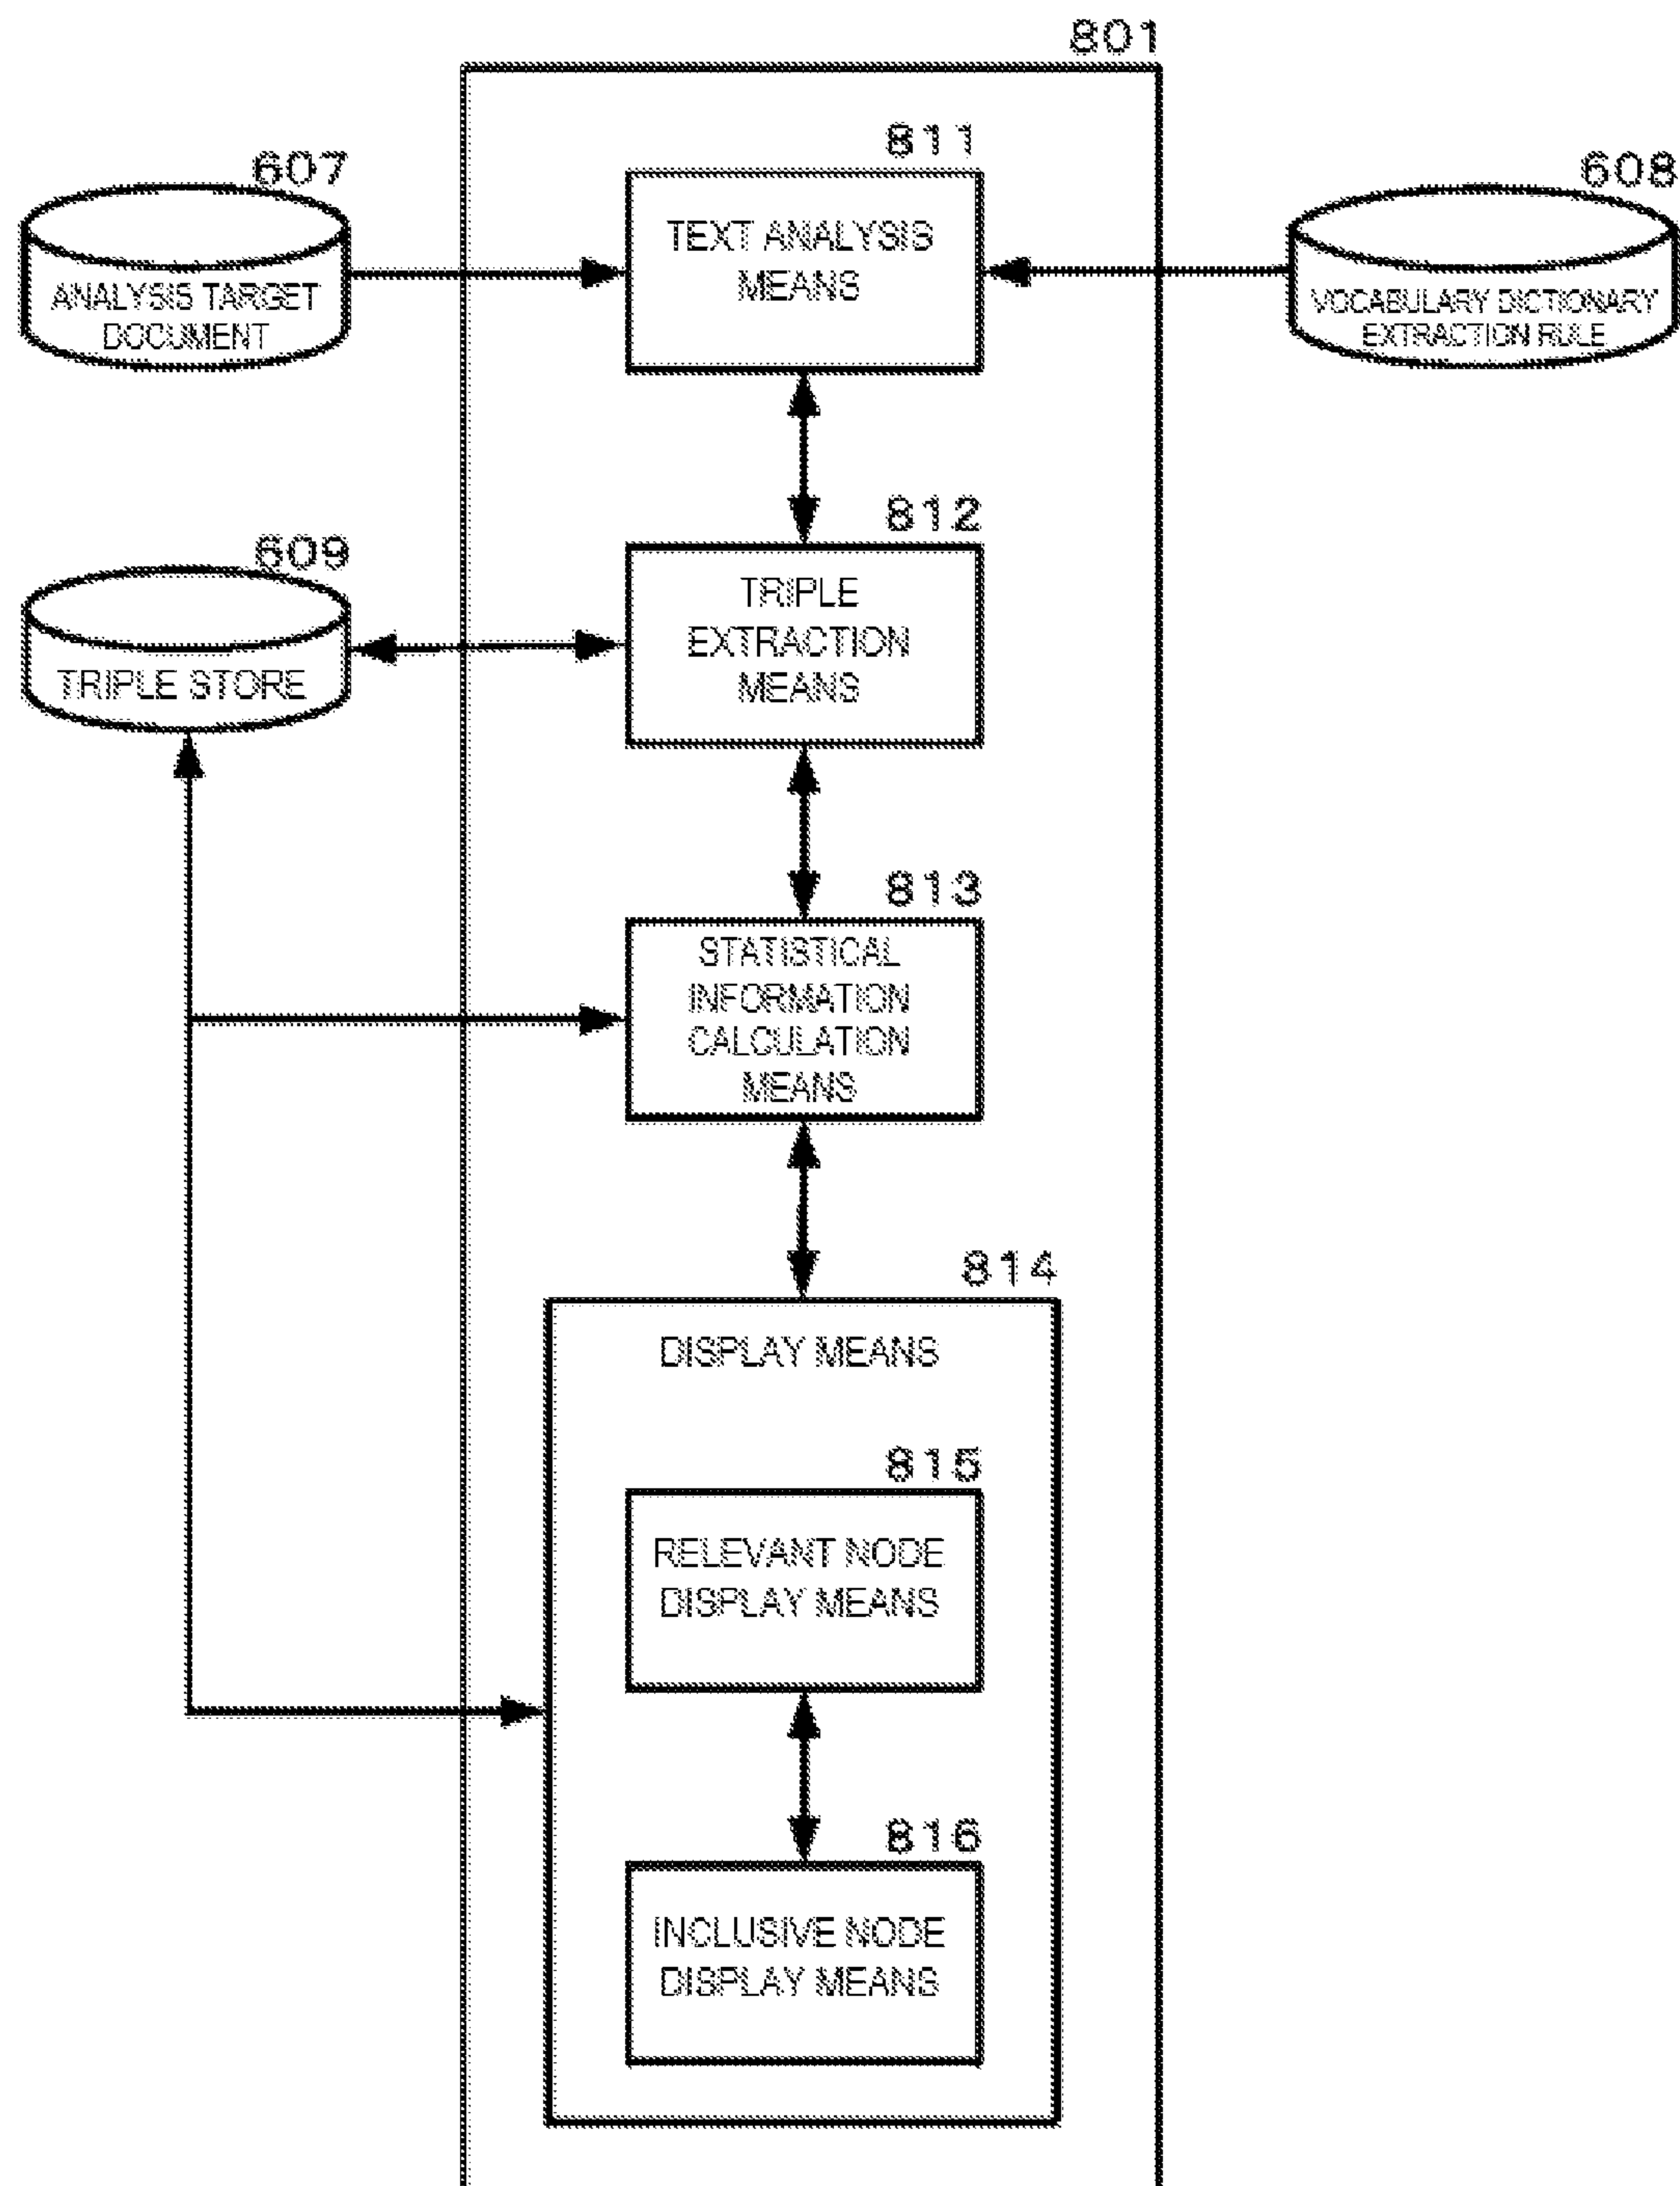 801
811
607
608
TEXT ANALYSIS
MEANS
ANALYSIS TARGET
DOCUMENT
VOCABULARY DICTIONARY
EXTRACTION RULE
812
609
TRIPLE
EXTRACTION
MEANS
TRIPLE STORE
813
STATISTICAL
INFORMATION
CALCULATION
MEANS
814
DISPLAY MEANS
815
RELEVANT NODE
DISPLAY MEANS
816
INCLUSIVE NODE
DISPLAY MEANS